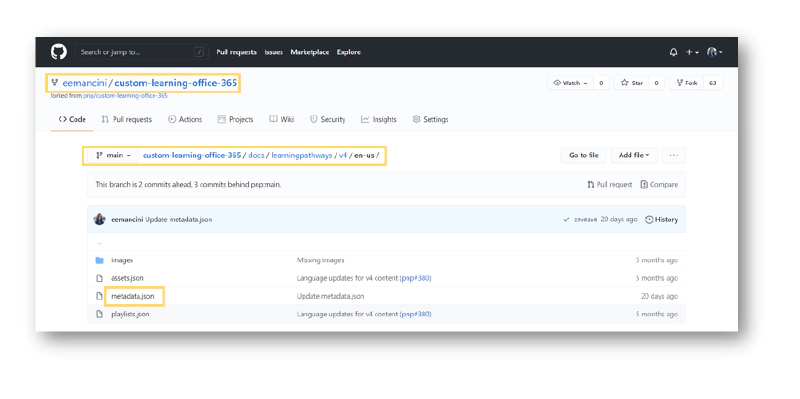 Search or jump to... / Pull requests Issues Marketplace Explore
eemancini / custom-learning-office-365 Watch 0 Star 0 Fork 63
forked from pnp/custom-learning-office-365
Code Pull requests Actions Projects Wiki Security Insights Settings
main custom-learning-office-365 / docs / learningpathways / v4 / en-us / Go to file Add file ...
This branch is 2 commits ahead, 3 commits behind pnp:main. Pull request Compare
eemancini Update metadata.json 20 days ago History
..
images Missing images months ago
assets.json Language updates for v4 content (pnp#380) months ago
metadata.json Update metadata.json 20 days ago
playlists.json Language updates for v4 content (pnp#380) months ago